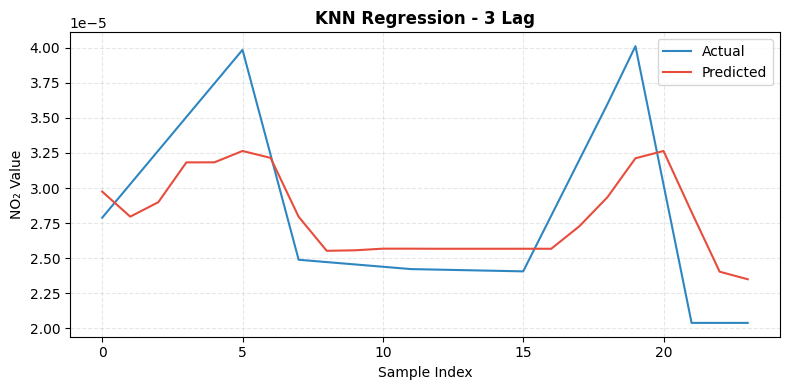 KNN Regression - 3 Lag
1e−5
4.00
3.75
3.50
3.25
3.00
2.75
2.50
2.25
2.00
NO₂ Value
Actual
Predicted
0
5
10
15
20
Sample Index